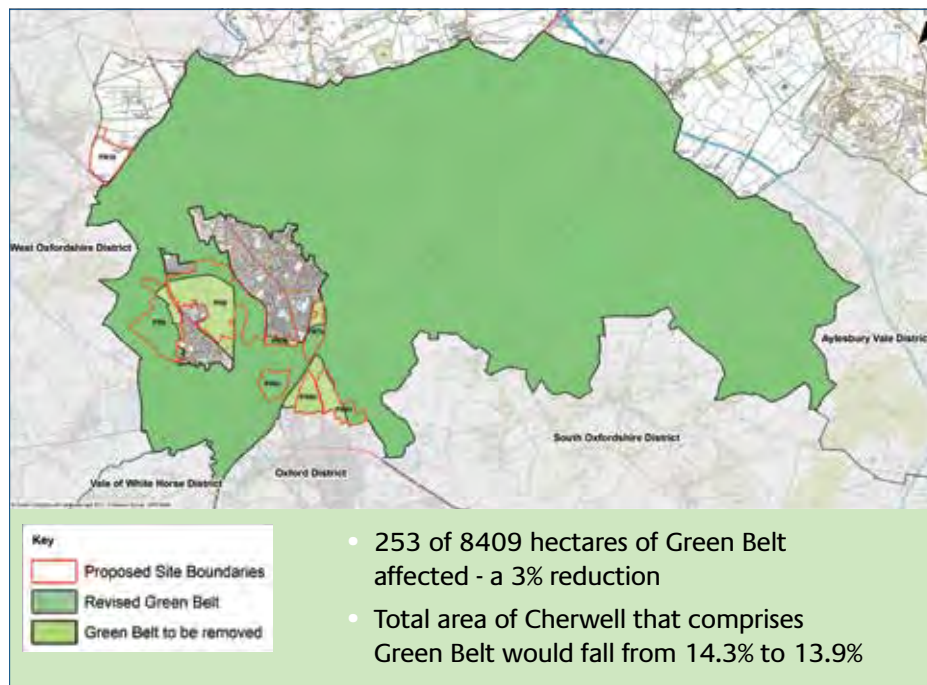 West Oxfordshire District
Aylesbury Vale District
South Oxfordshire District
Oxford District
Vale of White Horse District
Key
Proposed Site Boundaries
Revised Green Belt
Green Belt to be removed
• 253 of 8409 hectares of Green Belt
affected - a 3% reduction
• Total area of Cherwell that comprises
Green Belt would fall from 14.3% to 13.9%